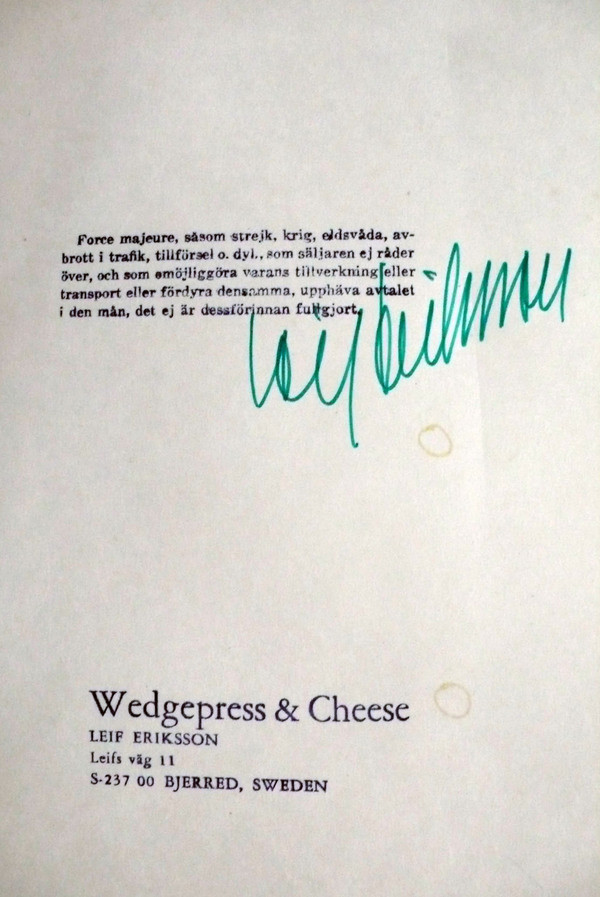 Force majeure, såsom strejk, krig, eldsvåda, av-
brott i trafik, tillförsel o. dyl., som säljaren ej råder
över, och som omöjliggöra varans tillverkning eller
transport eller fördyra densamma, upphäva avtalet
i den mån, det ej är dessförinnan fullgjort.
Leif Eriksson
Wedgepress & Cheese
LEIF ERIKSSON
Leifs väg 11
S-237 00 BJERRED, SWEDEN